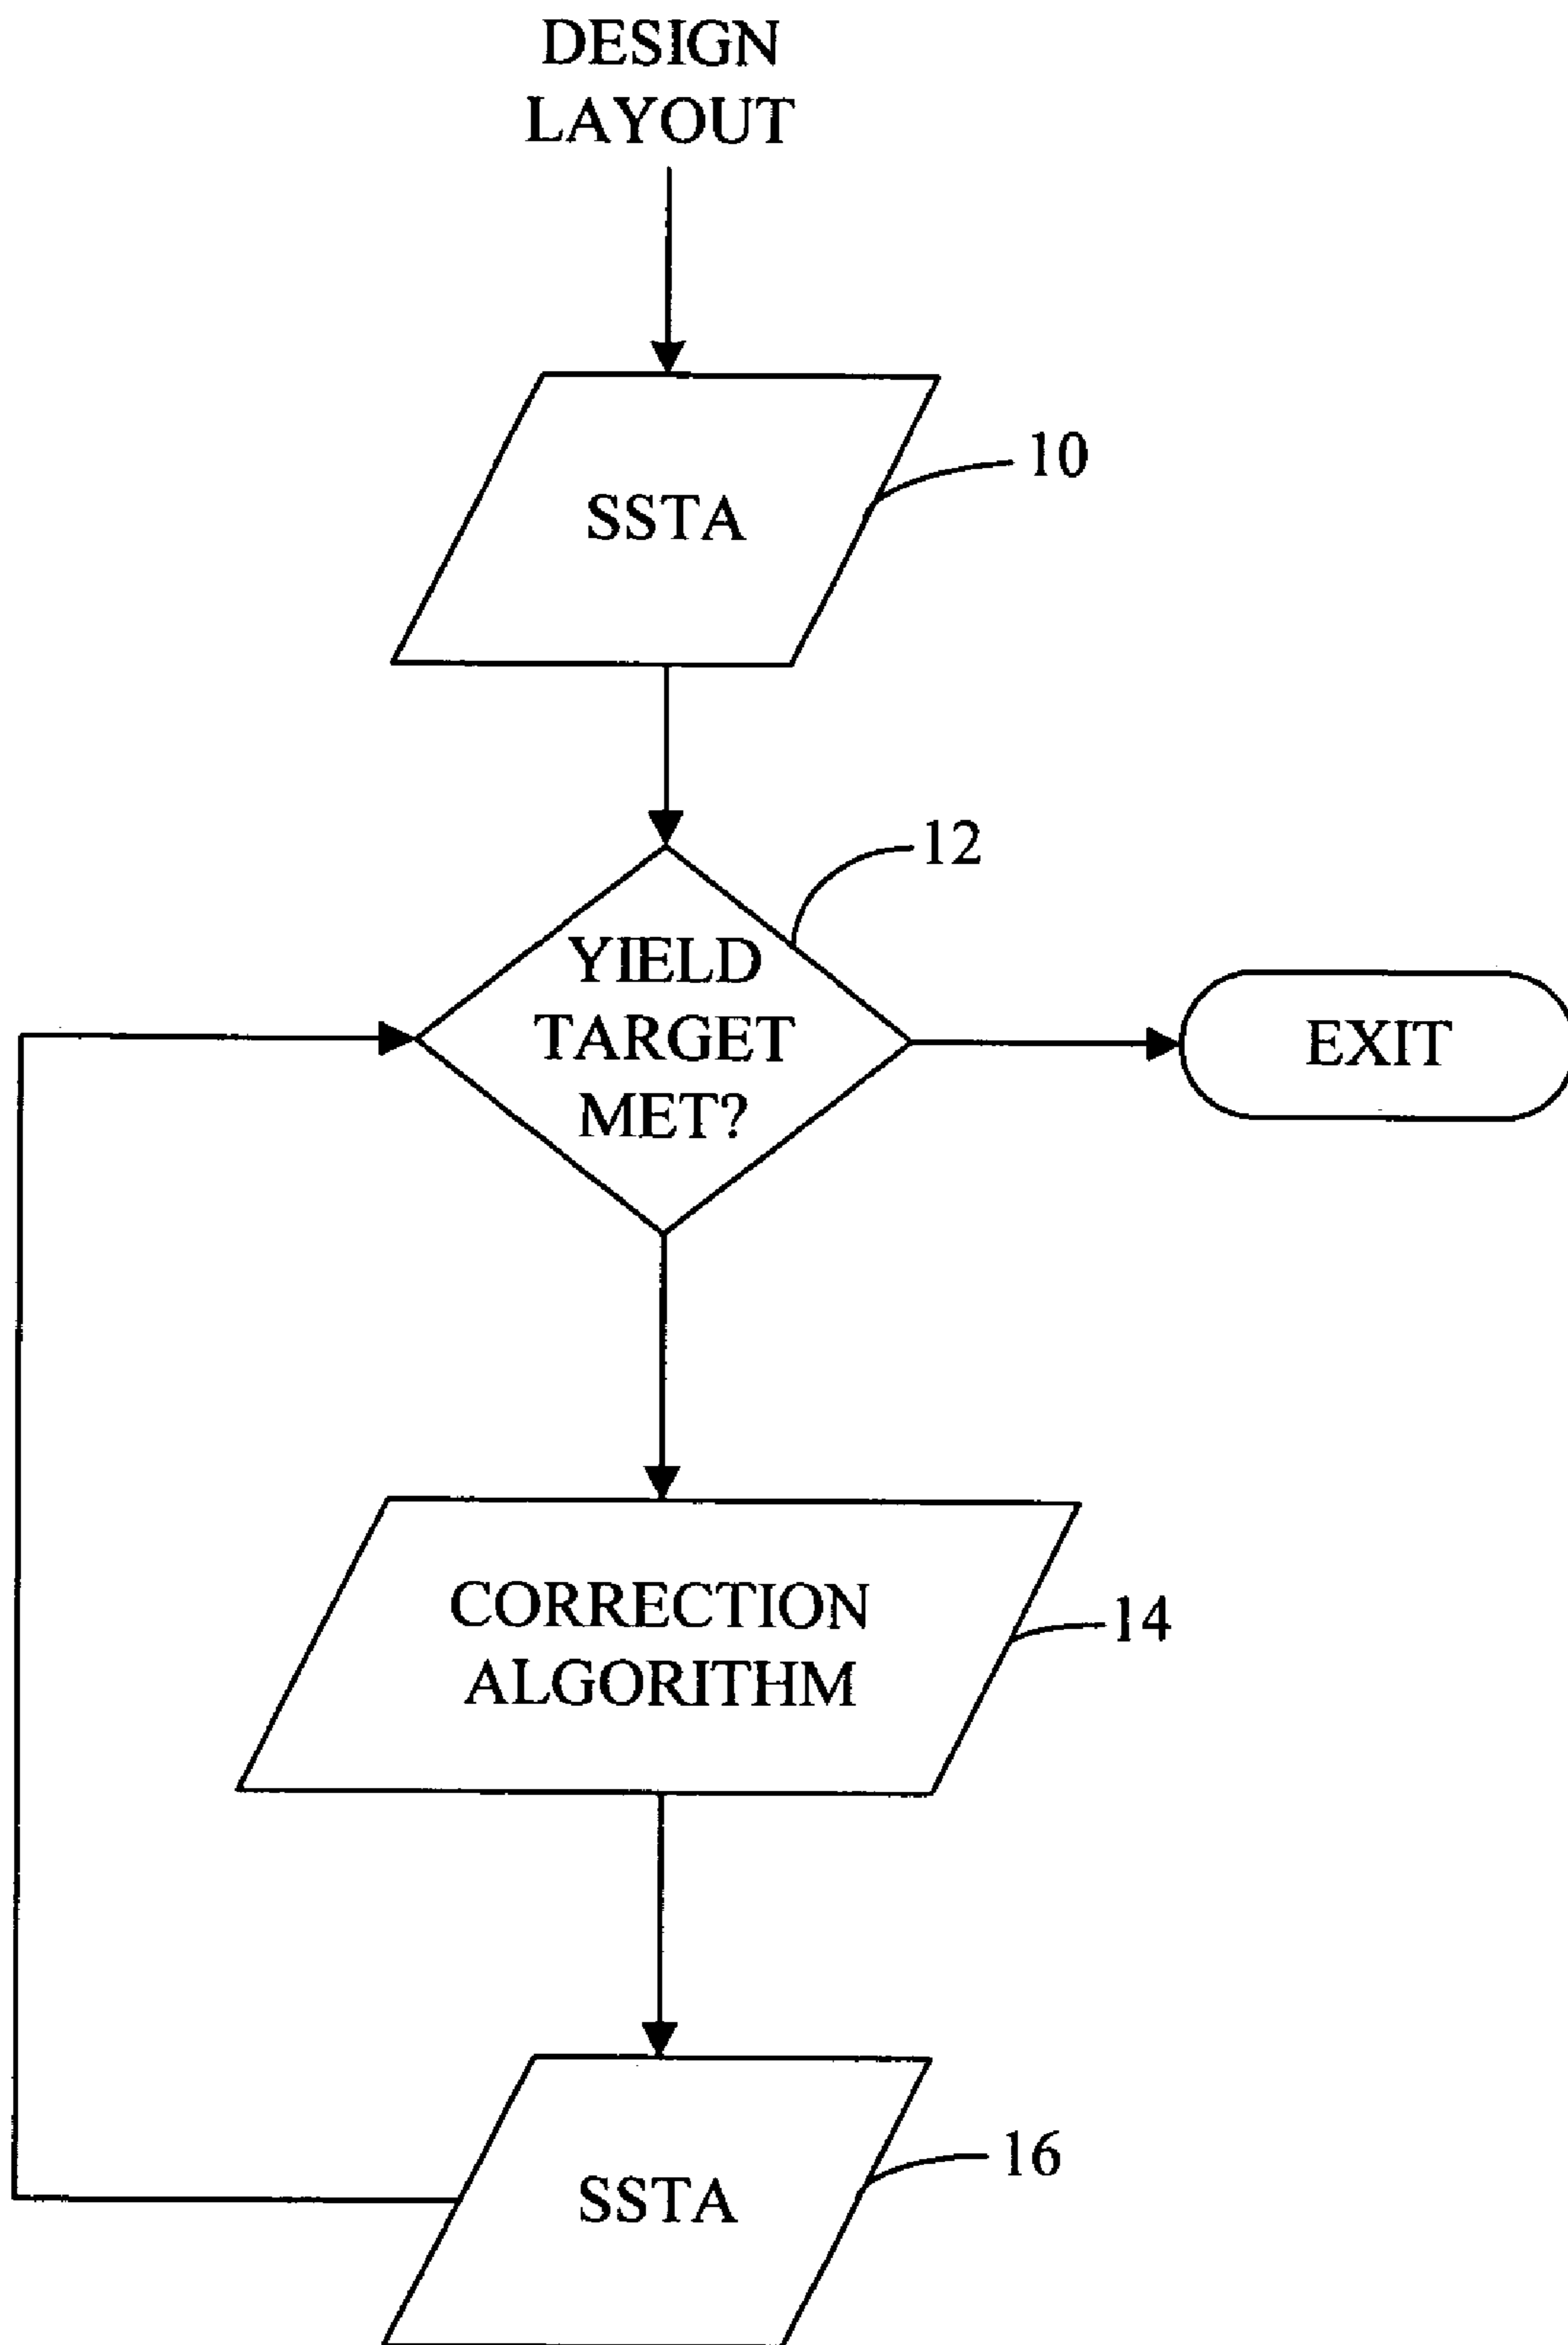 DESIGN
LAYOUT
SSTA
10
12
YIELD
TARGET
MET?
EXIT
CORRECTION
ALGORITHM
14
SSTA
16